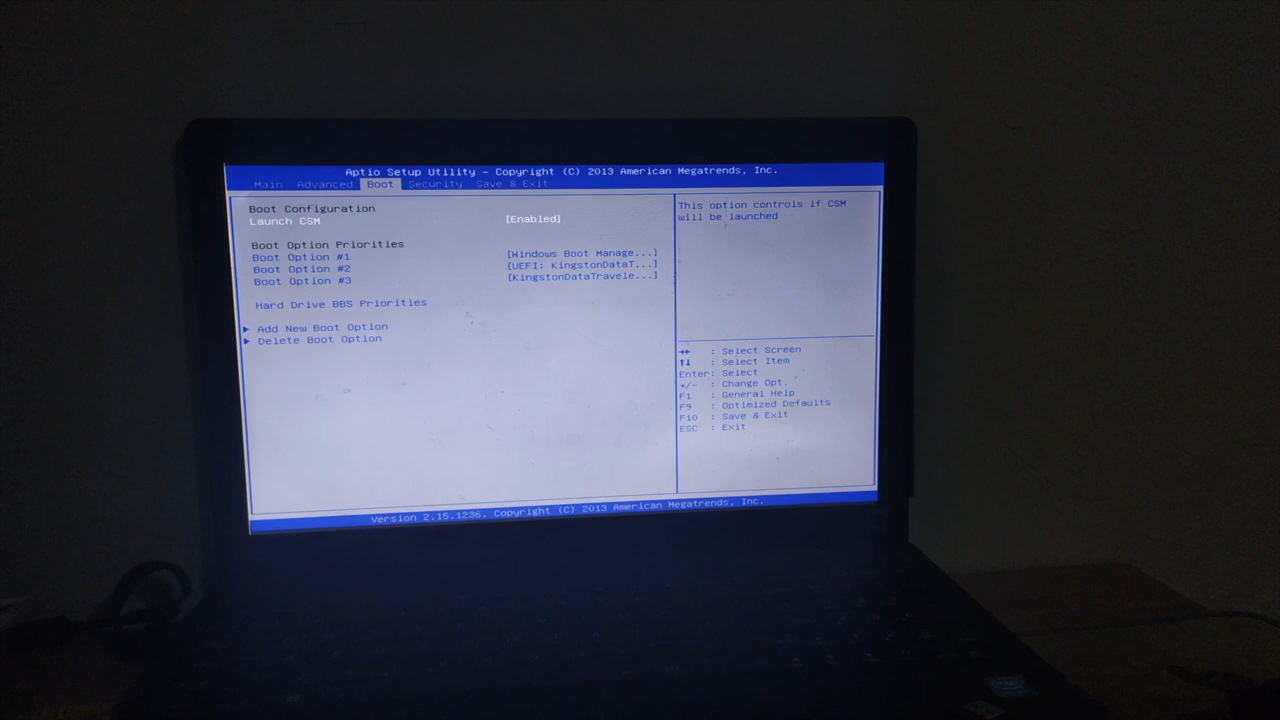 Aptio Setup Utility - Copyright (C) 2013 American Megatrends, Inc.
Main Advanced Boot Security Save & Exit
Boot Configuration
Launch CSM [Enabled]
Boot Option Priorities
Boot Option #1 [Windows Boot Manage...]
Boot Option #2 [UEFI: KingstonDataT...]
Boot Option #3 [KingstonDataTravele...]
Hard Drive BBS Priorities
► Add New Boot Option
► Delete Boot Option
This option controls if CSM
will be launched
→← : Select Screen
↑↓ : Select Item
Enter: Select
+/- : Change Opt.
F1 : General Help
F9 : Optimized Defaults
F10 : Save & Exit
ESC : Exit
Version 2.15.1236. Copyright (C) 2013 American Megatrends, Inc.